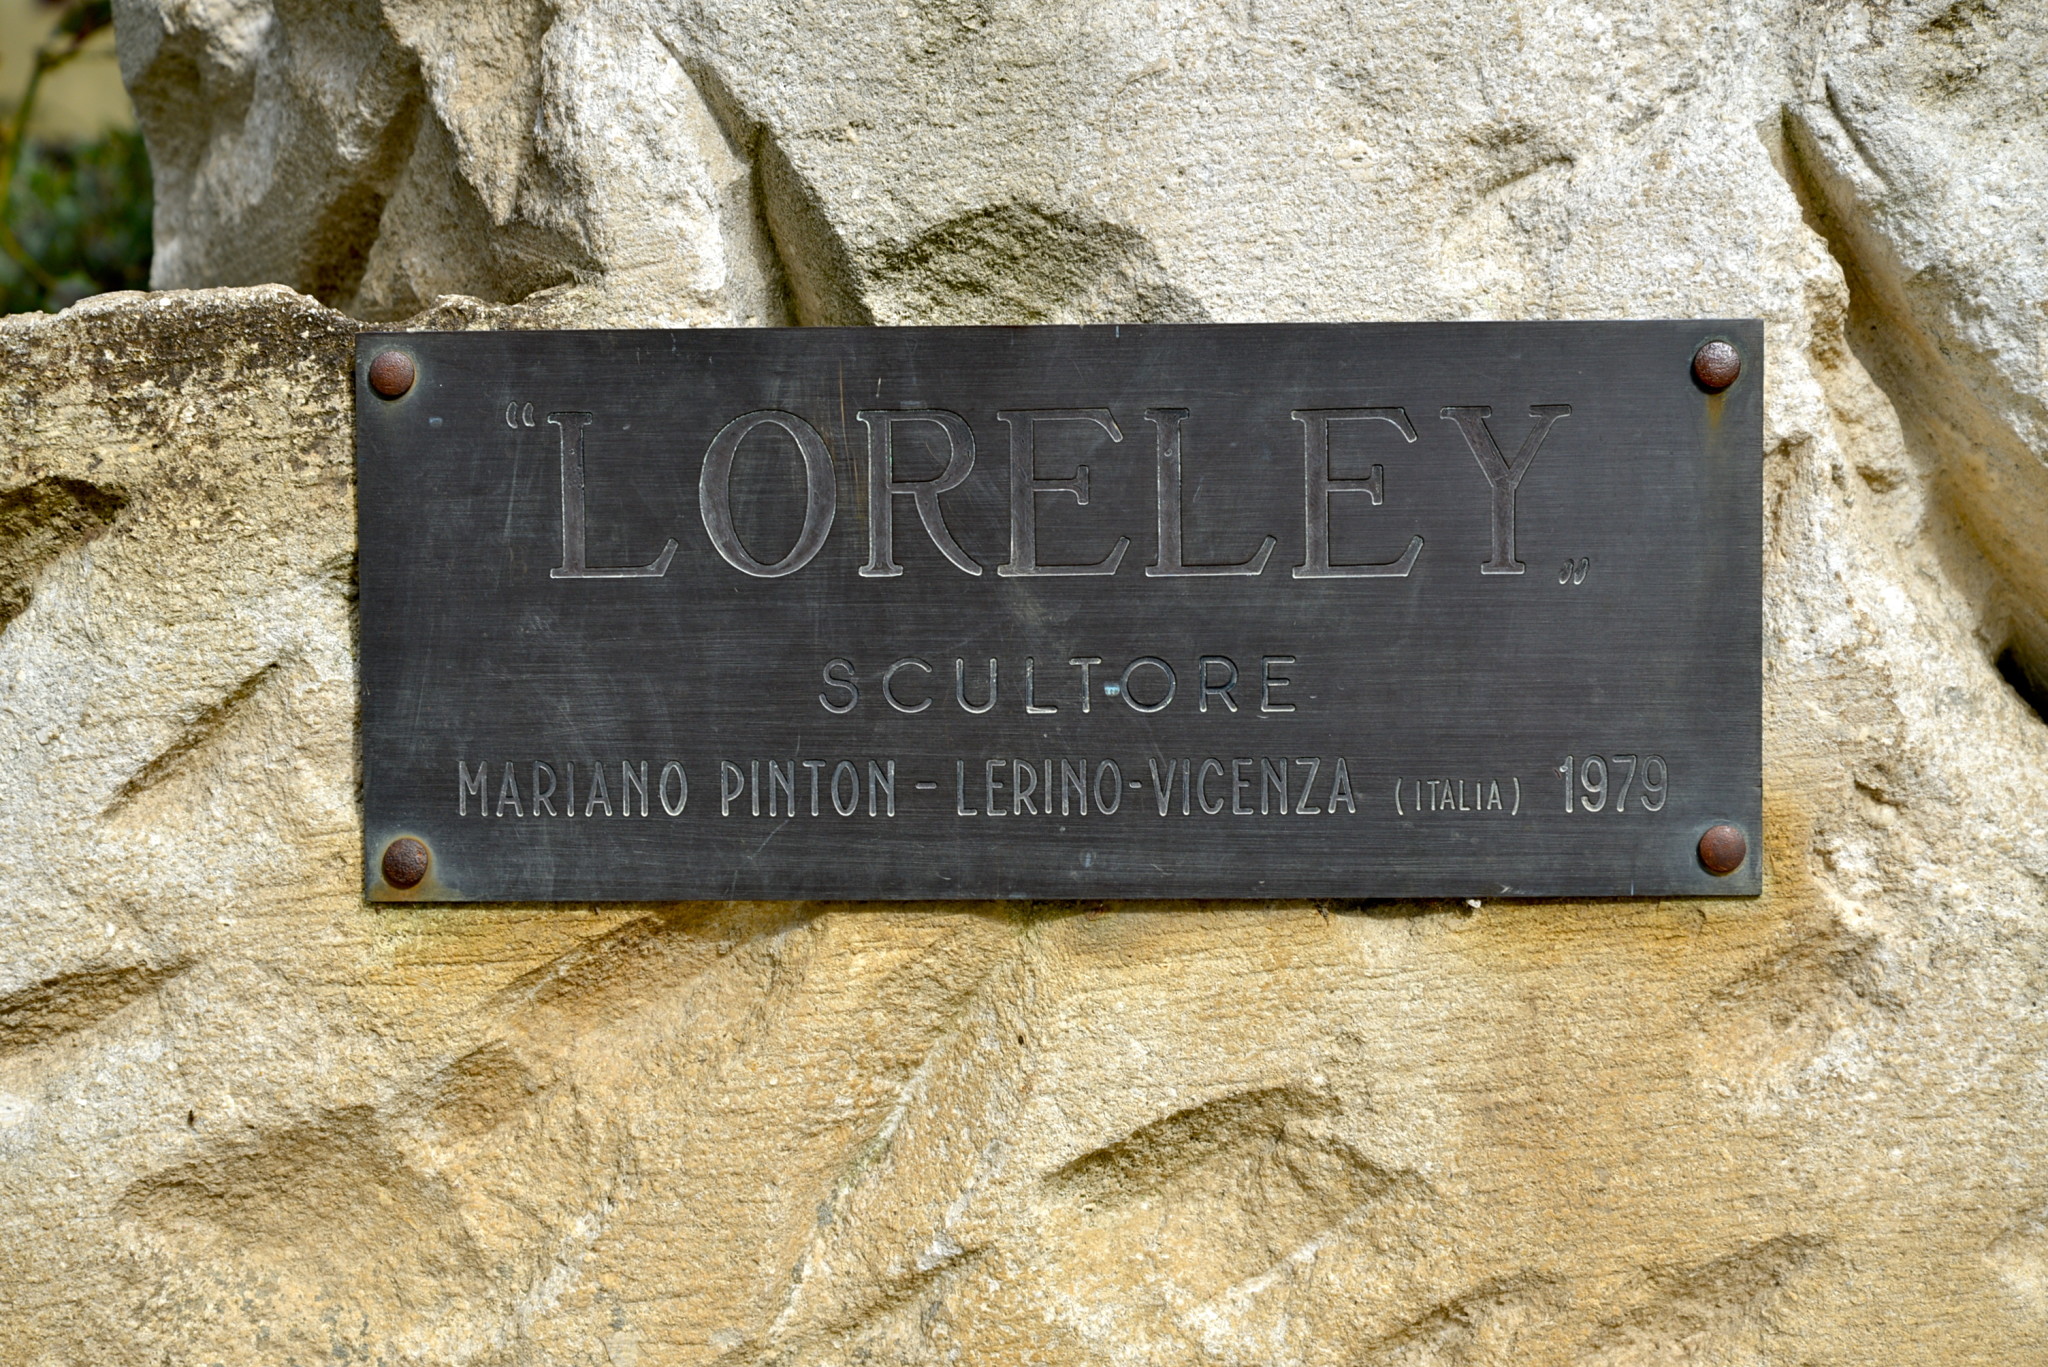 “LORELEY„
SCULTORE
MARIANO PINTON - LERINO-VICENZA (ITALIA) 1979